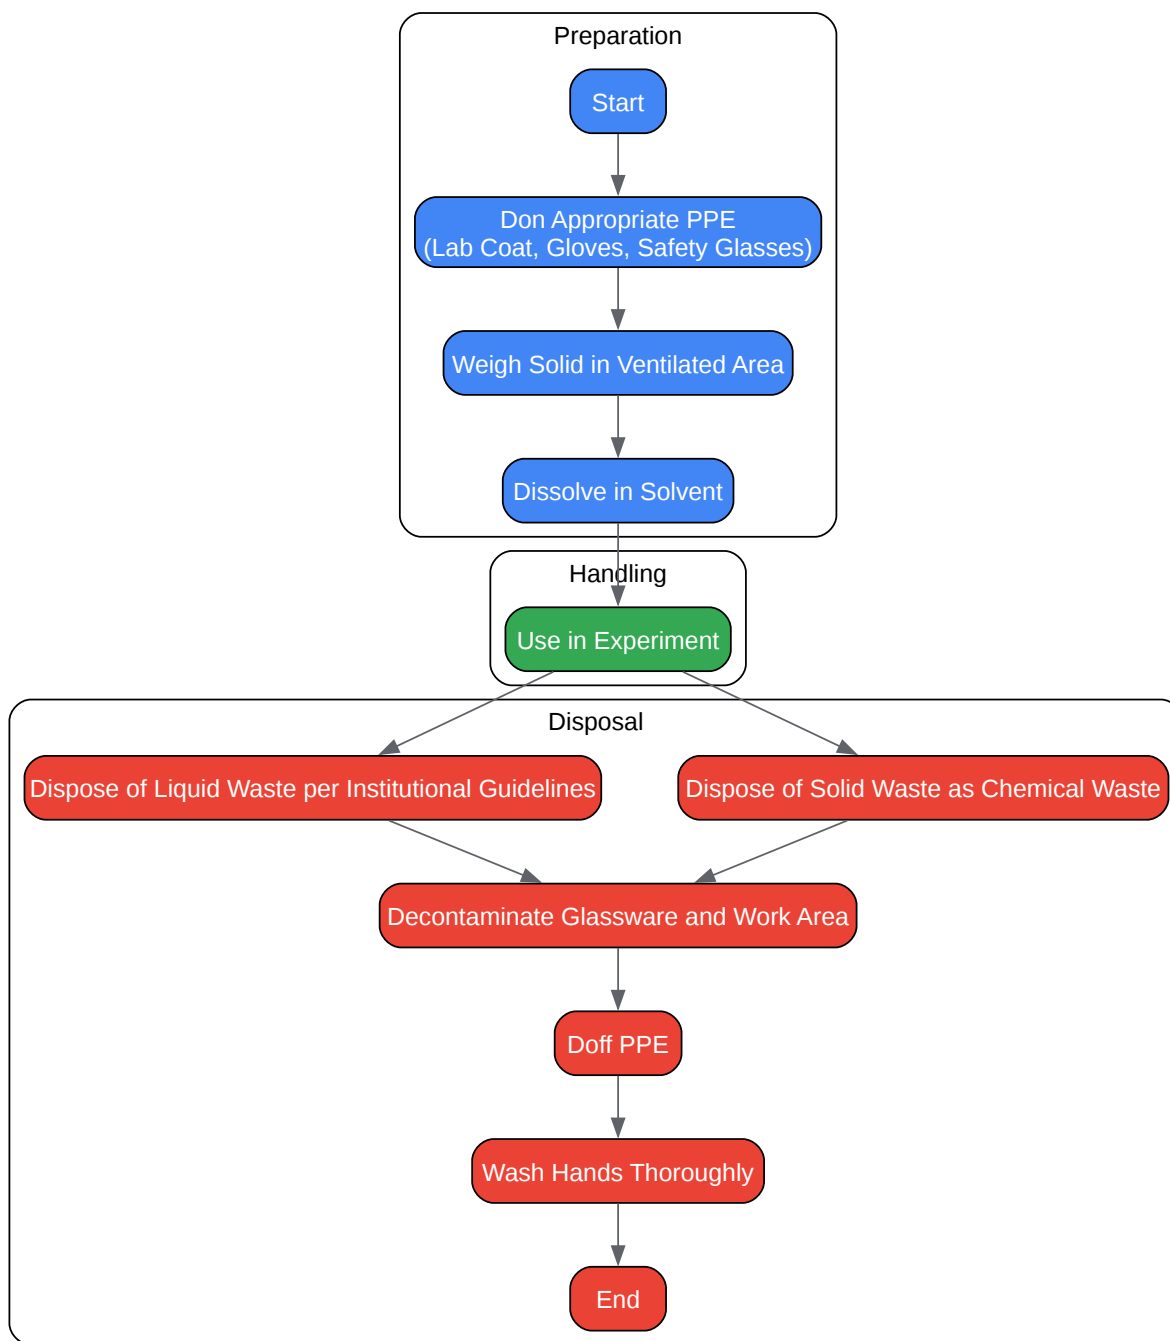 Preparation
Start
Don Appropriate PPE
(Lab Coat, Gloves, Safety Glasses)
Weigh Solid in Ventilated Area
Dissolve in Solvent
Handling
Use in Experiment
Disposal
Dispose of Liquid Waste per Institutional Guidelines
Dispose of Solid Waste as Chemical Waste
Decontaminate Glassware and Work Area
Doff PPE
Wash Hands Thoroughly
End